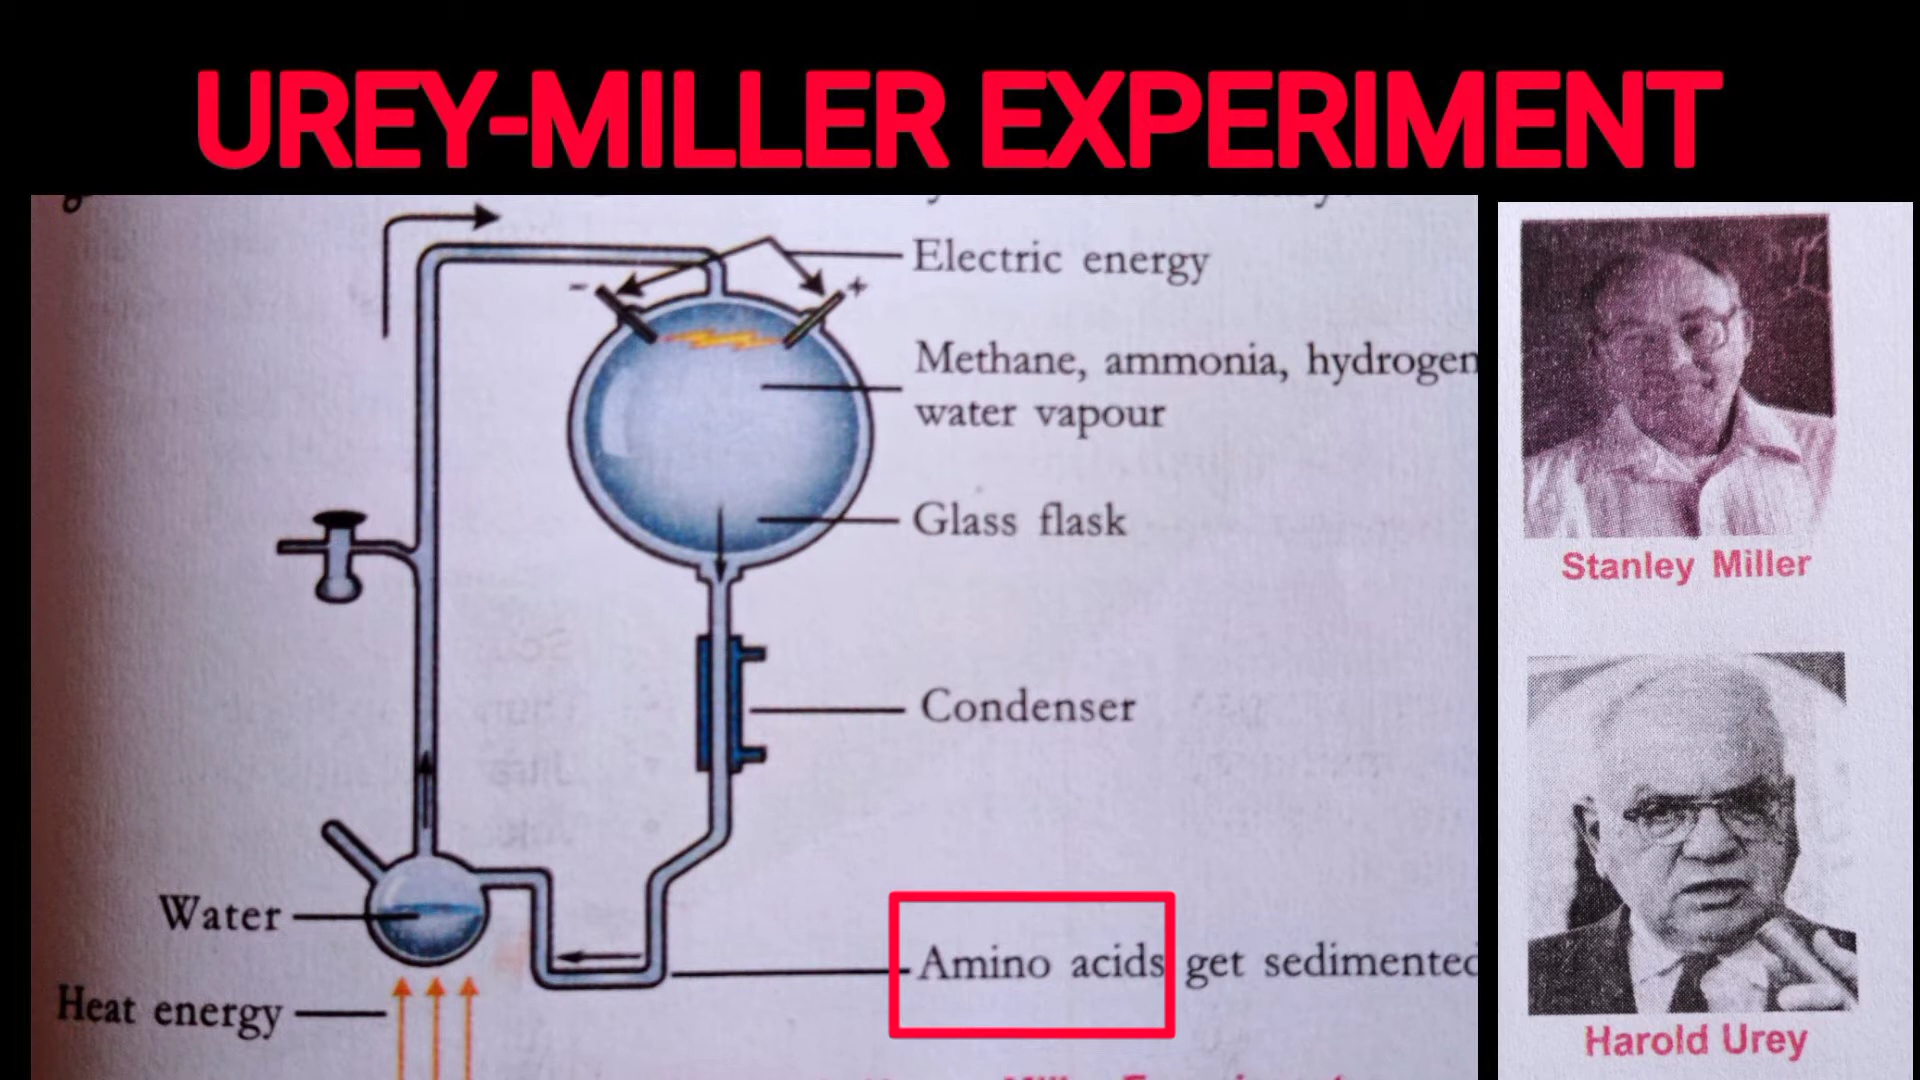 UREY-MILLER EXPERIMENT
Electric energy
-
+
Methane, ammonia, hydrogen
water vapour
Glass flask
Condenser
Water
Amino acids get sedimented
Heat energy
Stanley Miller
Harold Urey